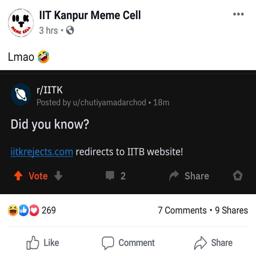 IIT Kanpur Meme Cell
3 hrs •
Lmao 🤣
r/IITK
Posted by u/chutiyamadarchod • 18m
Did you know?
iitkrejects.com redirects to IITB website!
Vote 2 Share
269 7 Comments • 9 Shares
Like Comment Share